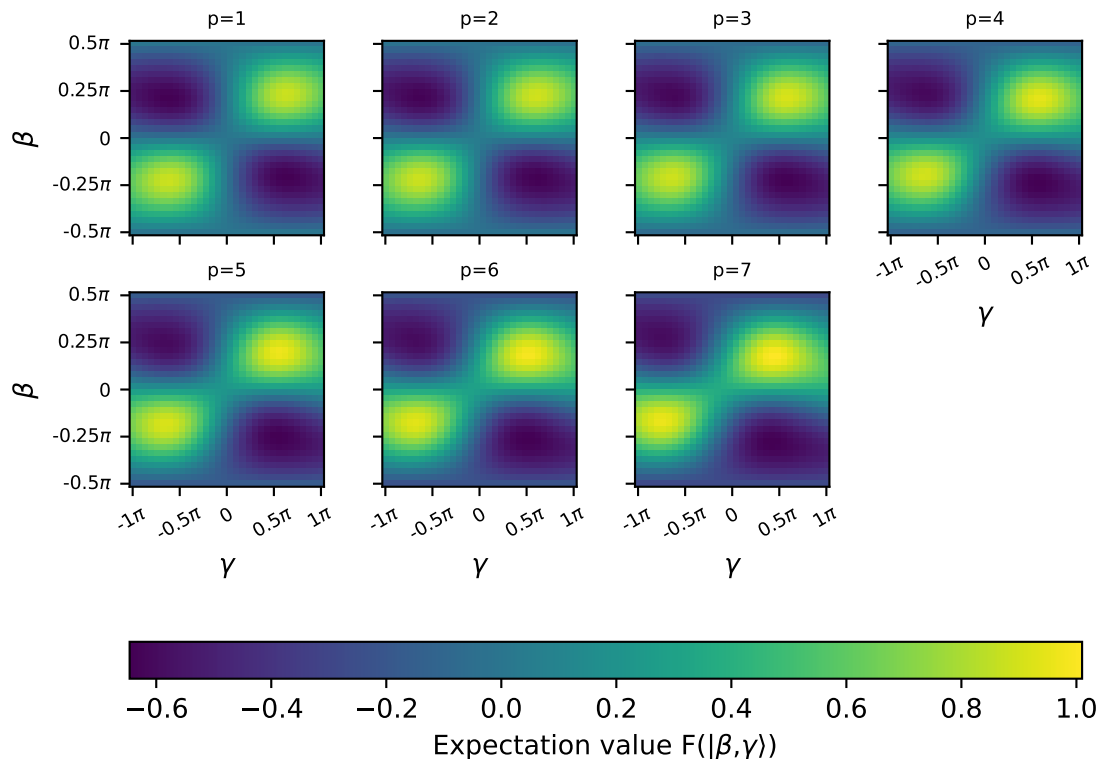 p=1 p=2 p=3 p=4
0.5π
0.25π
0
-0.25π
-0.5π
β
-1π -0.5π 0 0.5π 1π
γ
p=5 p=6 p=7
0.5π
0.25π
0
-0.25π
-0.5π
β
-1π -0.5π 0 0.5π 1π -1π -0.5π 0 0.5π 1π -1π -0.5π 0 0.5π 1π
γ γ γ
−0.6 −0.4 −0.2 0.0 0.2 0.4 0.6 0.8 1.0
Expectation value F(|β,γ⟩)